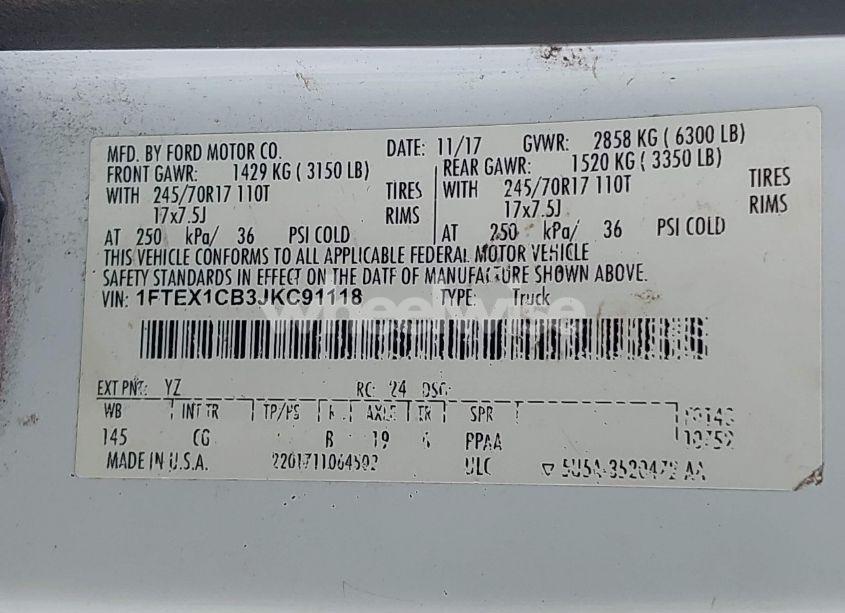 MFD. BY FORD MOTOR CO. DATE: 11/17 GVWR: 2858 KG ( 6300 LB)
FRONT GAWR: 1429 KG ( 3150 LB) REAR GAWR: 1520 KG ( 3350 LB)
WITH 245/70R17 110T TIRES WITH 245/70R17 110T TIRES
17x7.5J RIMS 17x7.5J RIMS
AT 250 kPa/ 36 PSI COLD AT 250 kPa/ 36 PSI COLD
THIS VEHICLE CONFORMS TO ALL APPLICABLE FEDERAL MOTOR VEHICLE
SAFETY STANDARDS IN EFFECT ON THE DATE OF MANUFACTURE SHOWN ABOVE.
VIN: 1FTEX1CB3JKC91118 TYPE: Truck
wheelwise
EXT PNT: YZ RC: 24 DSO:
WB INT TR TP/PS R. AXLE TR SPR
145 CG B 19 PPAA
MADE IN U.S.A. 2201711064592 ULC